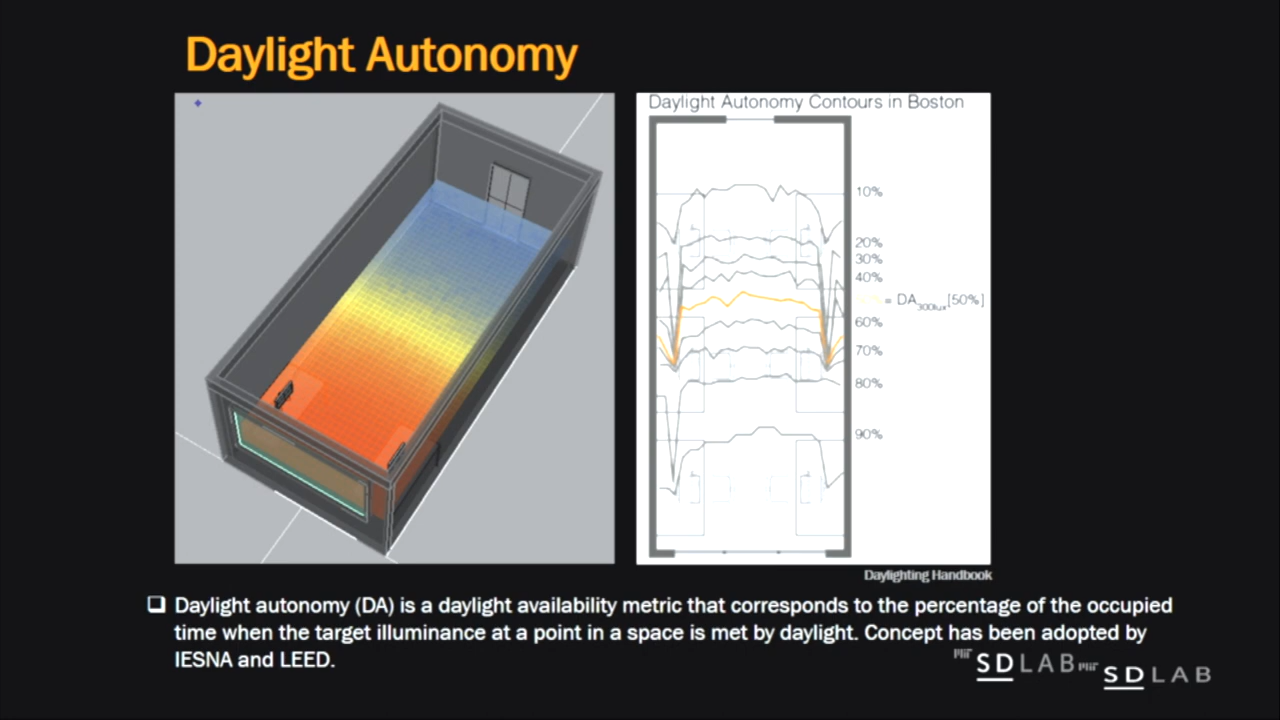 Daylight Autonomy
Daylight Autonomy Contours in Boston
10%
20%
30%
40%
= DA300lux[50%]
60%
70%
80%
90%
Daylighting Handbook
❑ Daylight autonomy (DA) is a daylight availability metric that corresponds to the percentage of the occupied
time when the target illuminance at a point in a space is met by daylight. Concept has been adopted by
IESNA and LEED.
MIT SDLAB MIT SDLAB